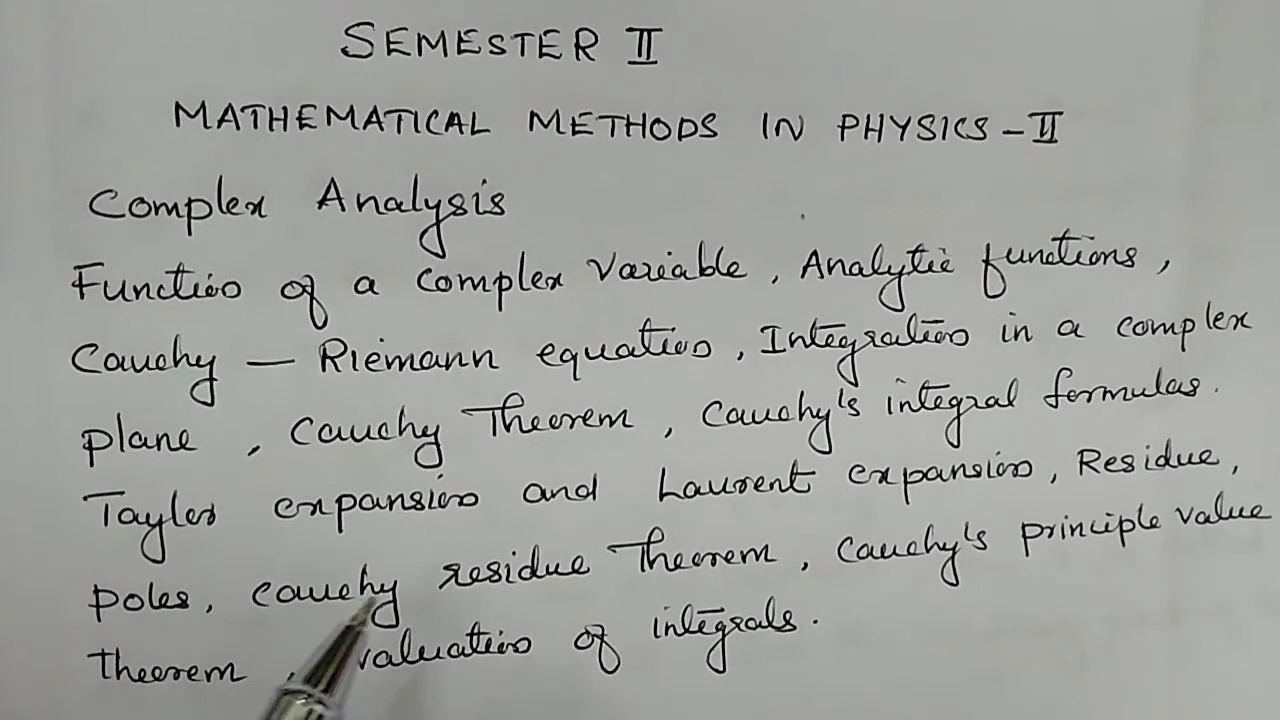 SEMESTER II
MATHEMATICAL METHODS IN PHYSICS - II
Complex Analysis
Function of a complex variable, Analytic functions,
Cauchy — Riemann equation, Integration in a complex
plane, Cauchy Theorem, Cauchy's integral formulas.
Tayler expansion and Laurent expansion, Residue,
poles, Cauchy residue Theorem, Cauchy's principle value
theorem, valuation of integrals.